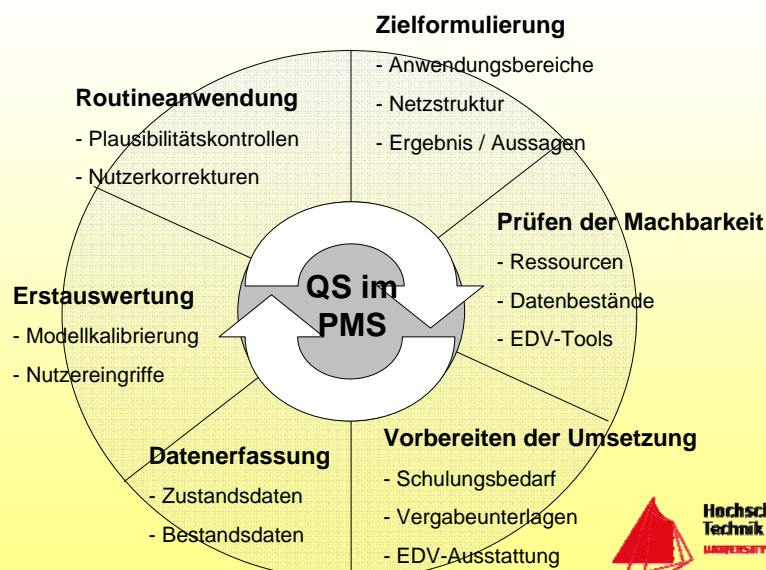 Zielformulierung
- Anwendungsbereiche
- Netzstruktur
- Ergebnis / Aussagen
Prüfen der Machbarkeit
- Ressourcen
- Datenbestände
- EDV-Tools
Vorbereiten der Umsetzung
- Schulungsbedarf
- Vergabeunterlagen
- EDV-Ausstattung
Datenerfassung
- Zustandsdaten
- Bestandsdaten
Erstauswertung
- Modellkalibrierung
- Nutzereingriffe
Routineanwendung
- Plausibilitätskontrollen
- Nutzerkorrekturen
QS im
PMS
Hochsch
Technik
UNIVERSITY